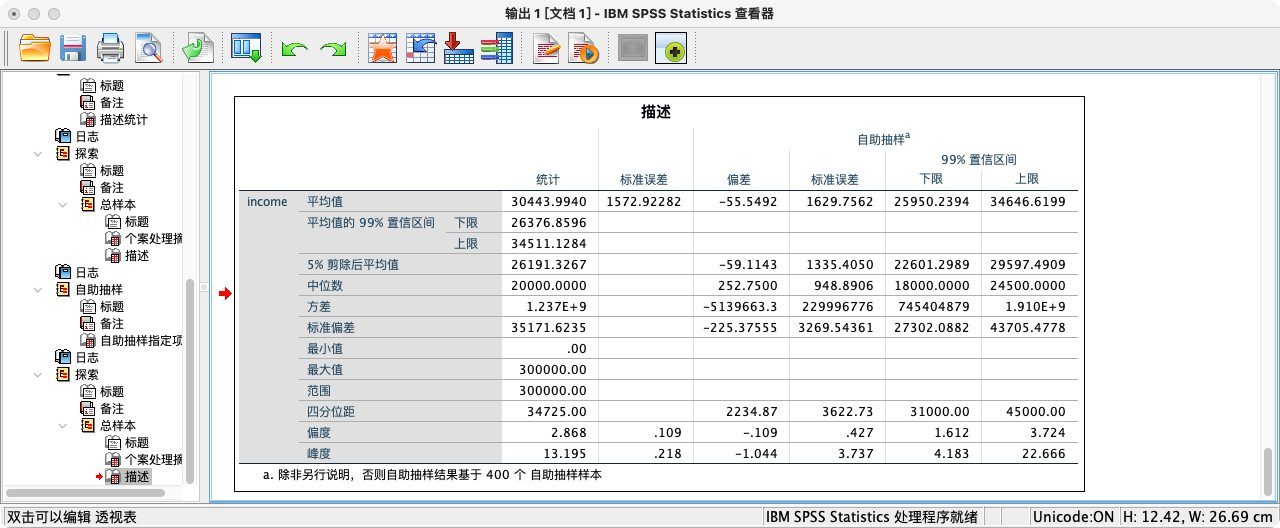 输出 1 [文档 1] - IBM SPSS Statistics 查看器
标题
备注
描述统计
日志
探索
标题
备注
总样本
标题
个案处理摘
描述
日志
自助抽样
标题
备注
自助抽样指定项
日志
探索
标题
备注
总样本
标题
个案处理摘
描述
描述
自助抽样a
99% 置信区间
统计 标准误差 偏差 标准误差 下限 上限
income 平均值 30443.9940 1572.92282 -55.5492 1629.7562 25950.2394 34646.6199
平均值的 99% 置信区间 下限 26376.8596
上限 34511.1284
5% 剪除后平均值 26191.3267 -59.1143 1335.4050 22601.2989 29597.4909
中位数 20000.0000 252.7500 948.8906 18000.0000 24500.0000
方差 1.237E+9 -5139663.3 229996776 745404879 1.910E+9
标准偏差 35171.6235 -225.37555 3269.54361 27302.0882 43705.4778
最小值 .00
最大值 300000.00
范围 300000.00
四分位距 34725.00 2234.87 3622.73 31000.00 45000.00
偏度 2.868 .109 -.109 .427 1.612 3.724
峰度 13.195 .218 -1.044 3.737 4.183 22.666
a. 除非另行说明，否则自助抽样结果基于 400 个 自助抽样样本
双击可以编辑 透视表 IBM SPSS Statistics 处理程序就绪 Unicode:ON H: 12.42, W: 26.69 cm